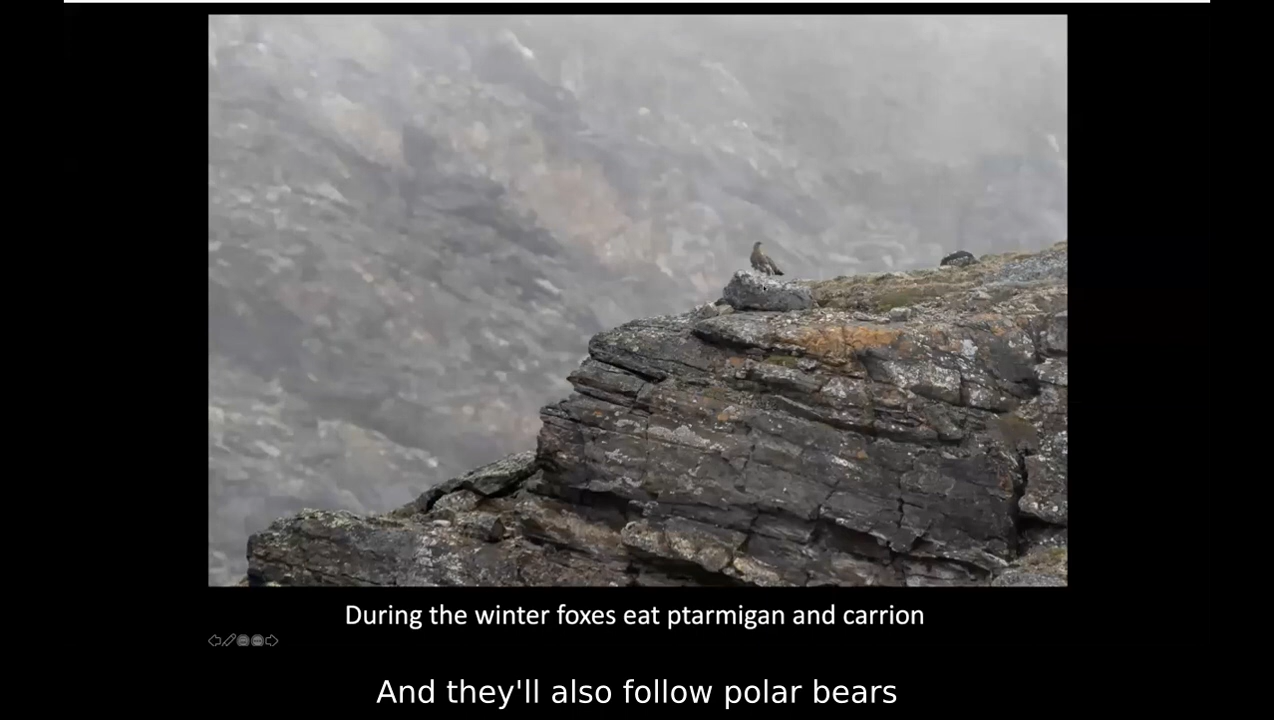 During the winter foxes eat ptarmigan and carrion
And they'll also follow polar bears